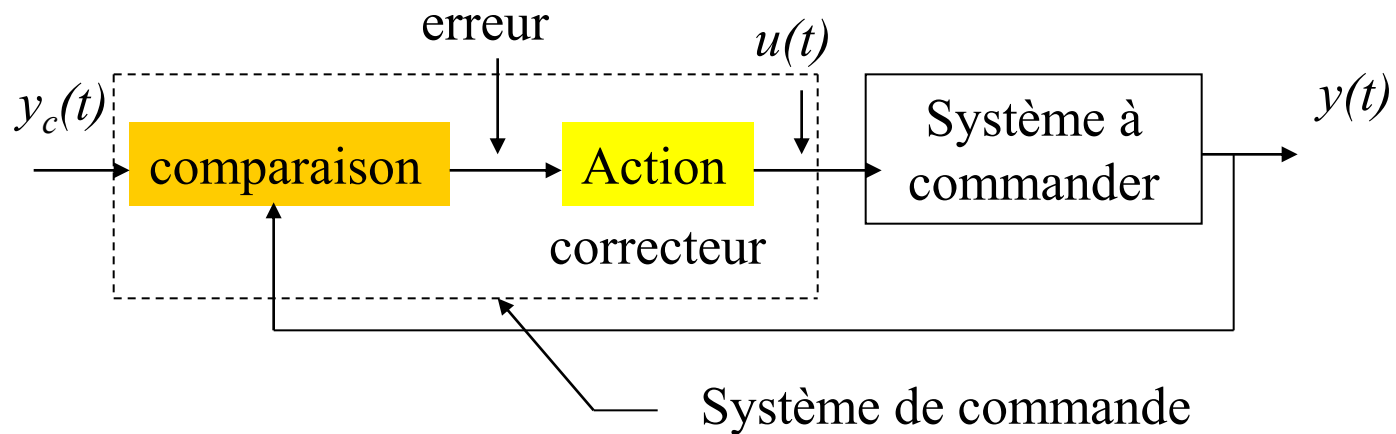 erreur
u(t)
y_c(t)
y(t)
comparaison
Action
Système à
commander
correcteur
Système de commande